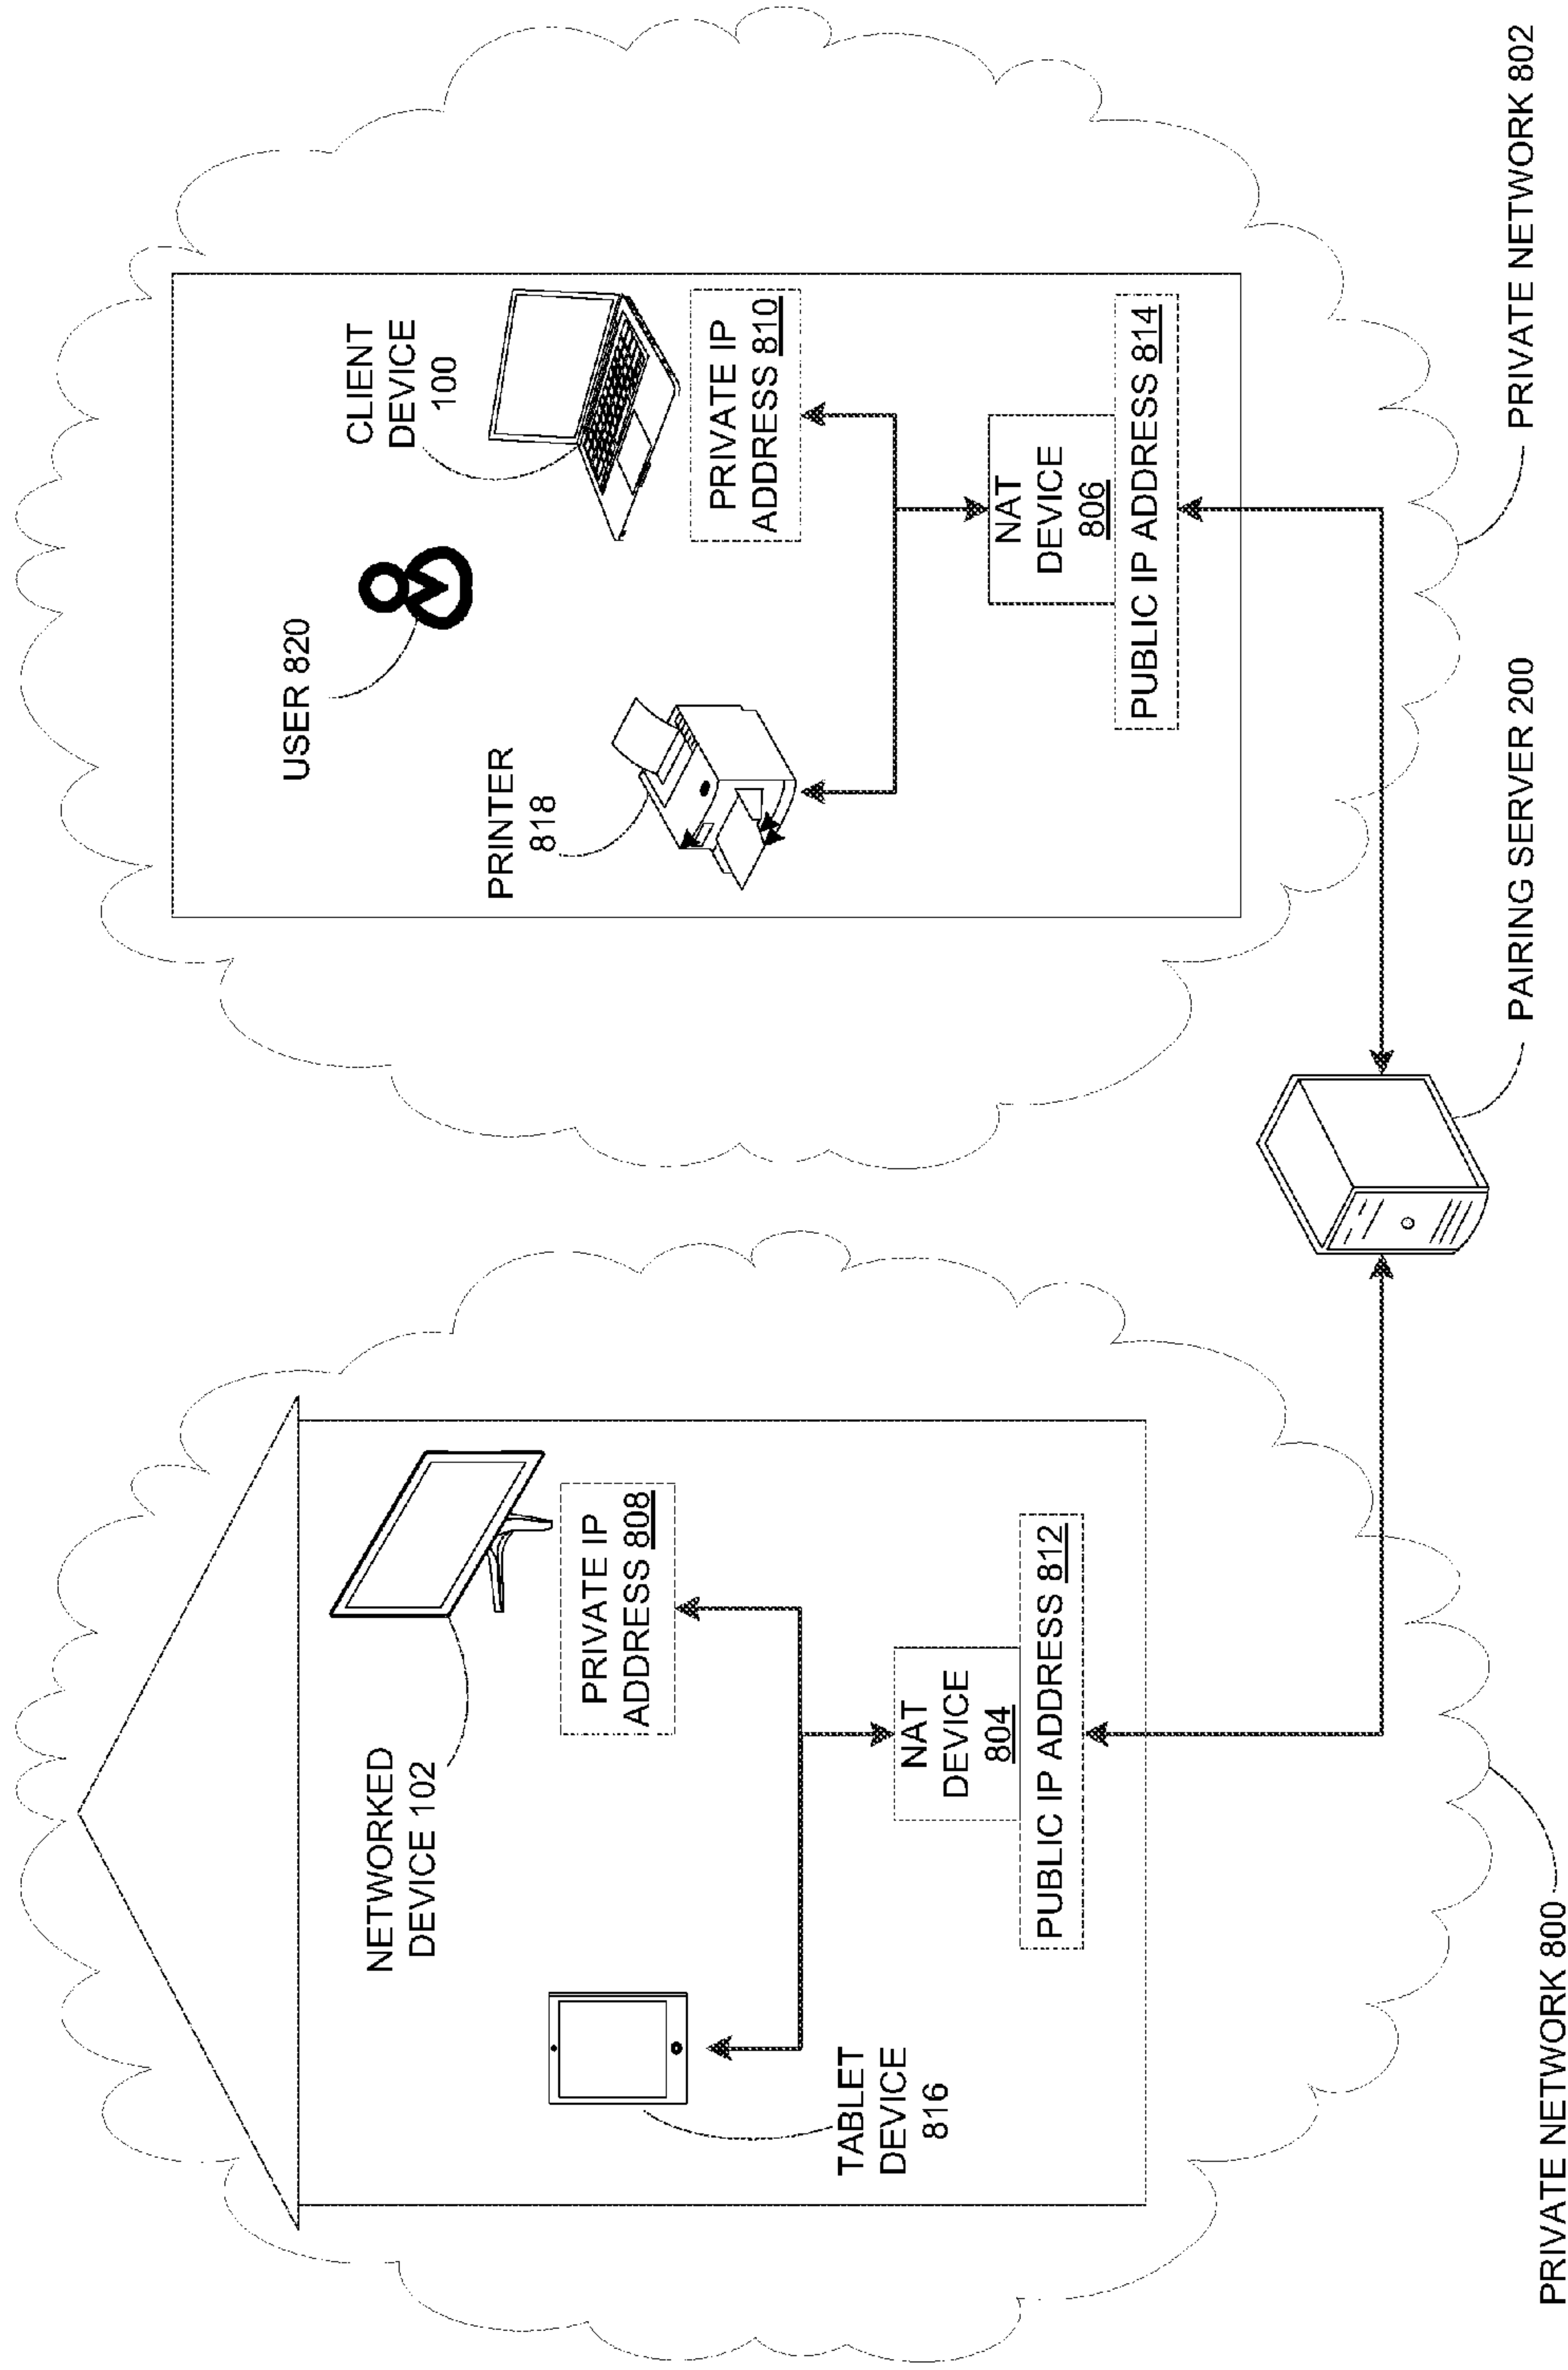 NETWORKED
DEVICE 102
PRIVATE IP
ADDRESS 808
TABLET
DEVICE
816
NAT
DEVICE
804
PUBLIC IP ADDRESS 812
PRIVATE NETWORK 800
USER 820
CLIENT
DEVICE
100
PRINTER
818
PRIVATE IP
ADDRESS 810
NAT
DEVICE
806
PUBLIC IP ADDRESS 814
PAIRING SERVER 200
PRIVATE NETWORK 802